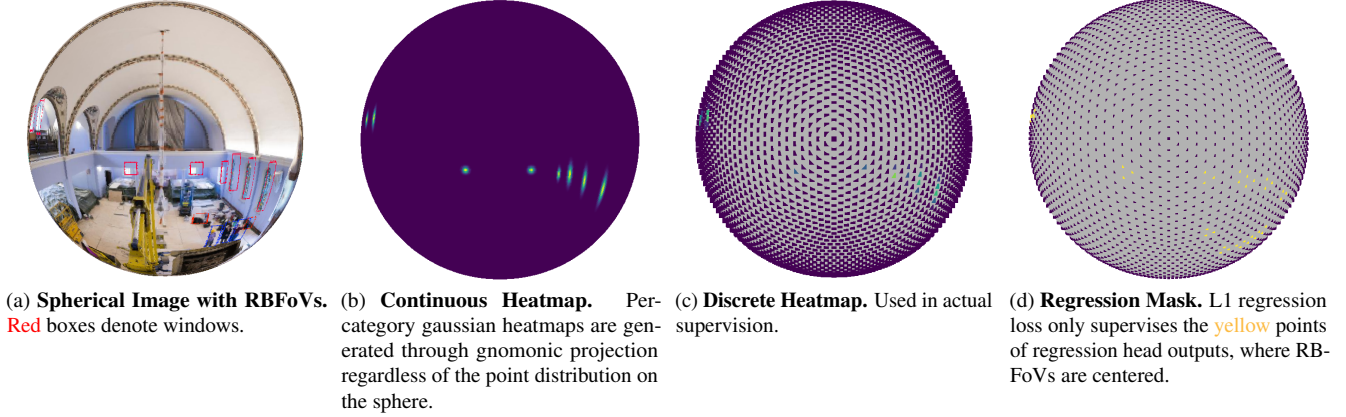 (a) Spherical Image with RBFoVs.
Red boxes denote windows.
(b) Continuous Heatmap. Per-
category gaussian heatmaps are gen-
erated through gnomonic projection
regardless of the point distribution on
the sphere.
(c) Discrete Heatmap. Used in actual
supervision.
(d) Regression Mask. L1 regression
loss only supervises the yellow points
of regression head outputs, where RB-
FoVs are centered.